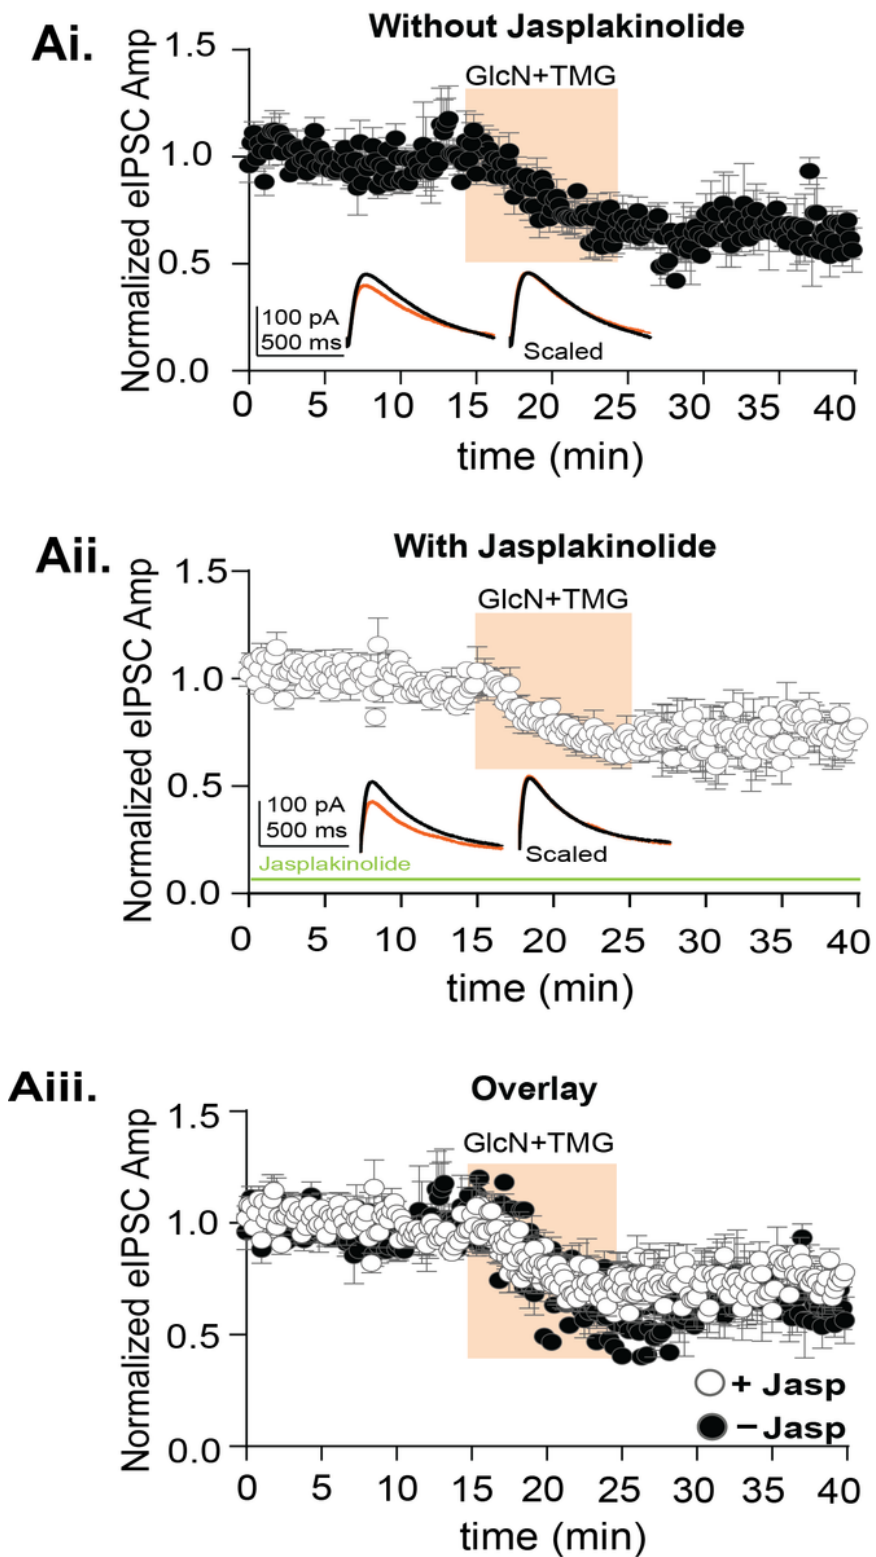 Ai.
Without Jasplakinolide
GlcN+TMG
Normalized eIPSC Amp
1.5
1.0
0.5
0.0
100 pA
500 ms
Scaled
0 5 10 15 20 25 30 35 40
time (min)
Aii.
With Jasplakinolide
GlcN+TMG
Normalized eIPSC Amp
1.5
1.0
0.5
0.0
100 pA
500 ms
Scaled
Jasplakinolide
0 5 10 15 20 25 30 35 40
time (min)
Aiii.
Overlay
GlcN+TMG
Normalized eIPSC Amp
1.5
1.0
0.5
0.0
+ Jasp
– Jasp
0 5 10 15 20 25 30 35 40
time (min)